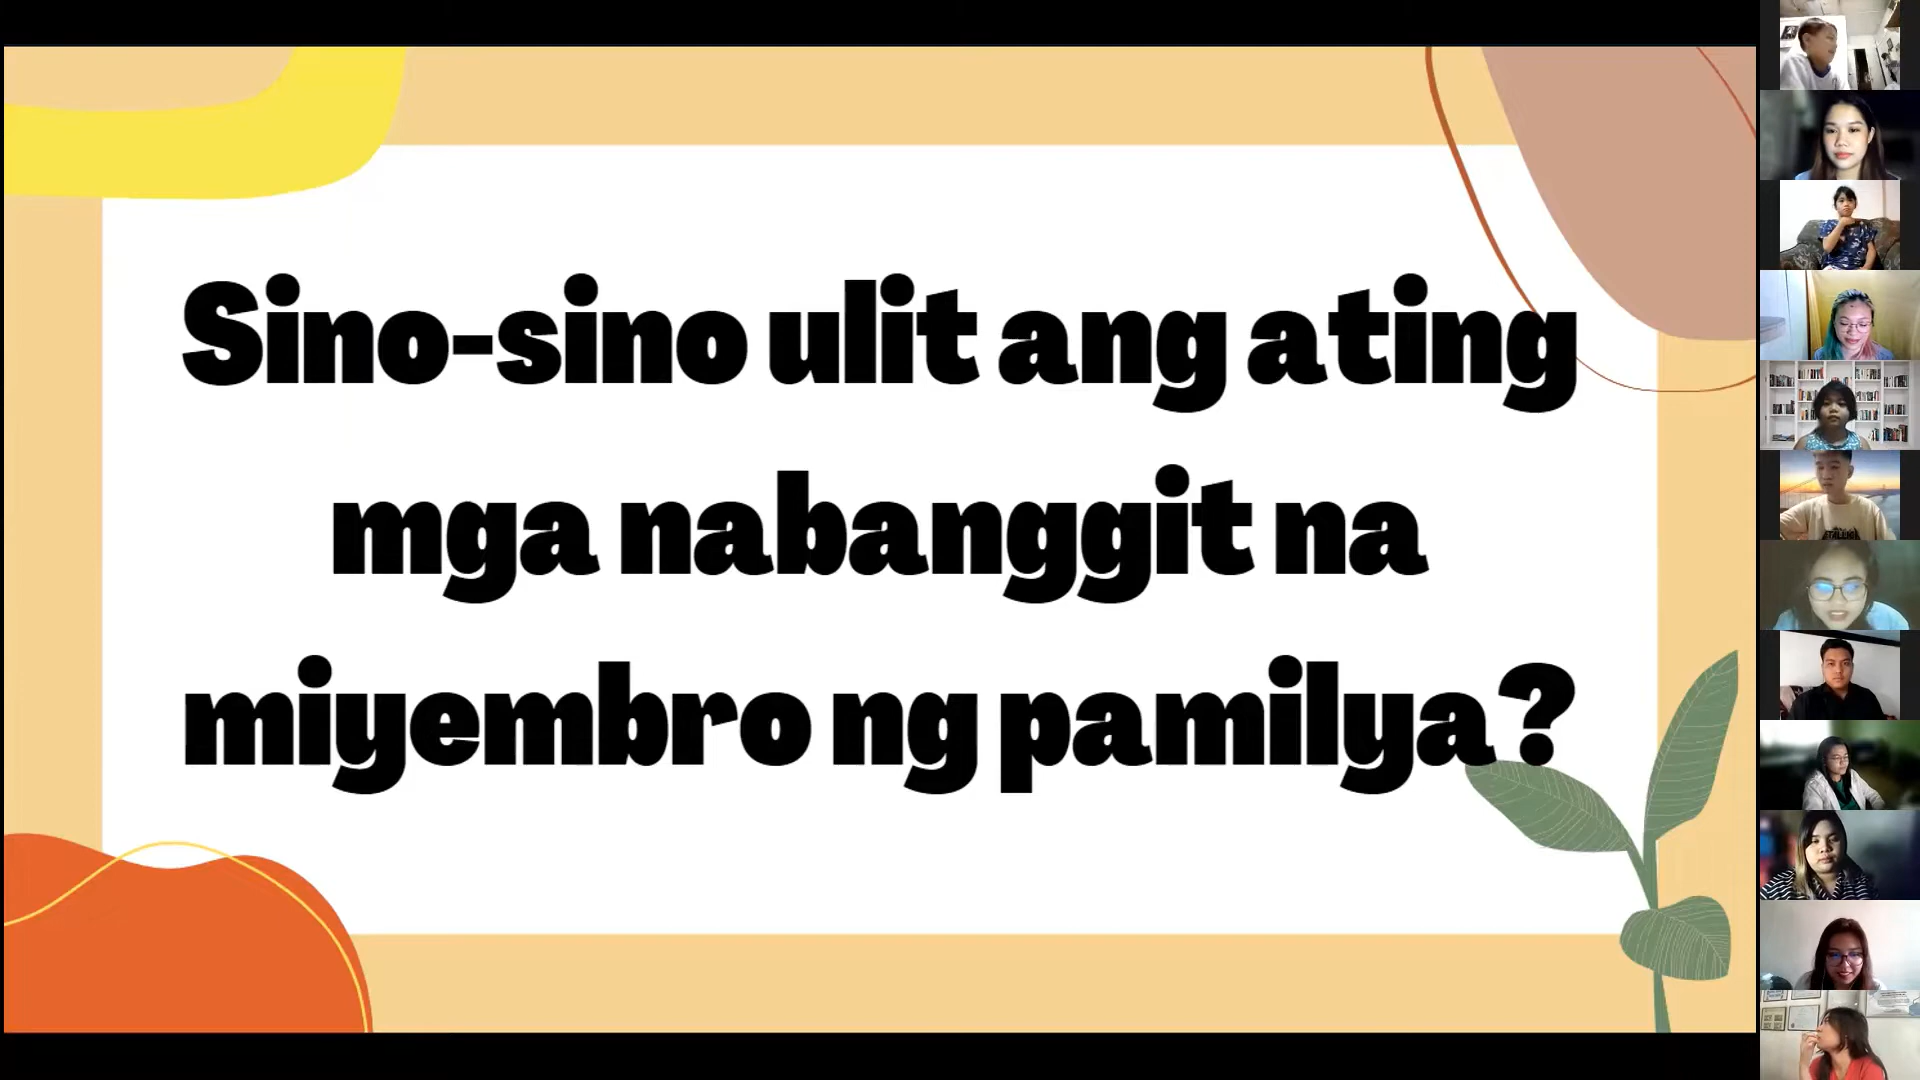 Sino-sino ulit ang ating
mga nabanggit na
miyembro ng pamilya?